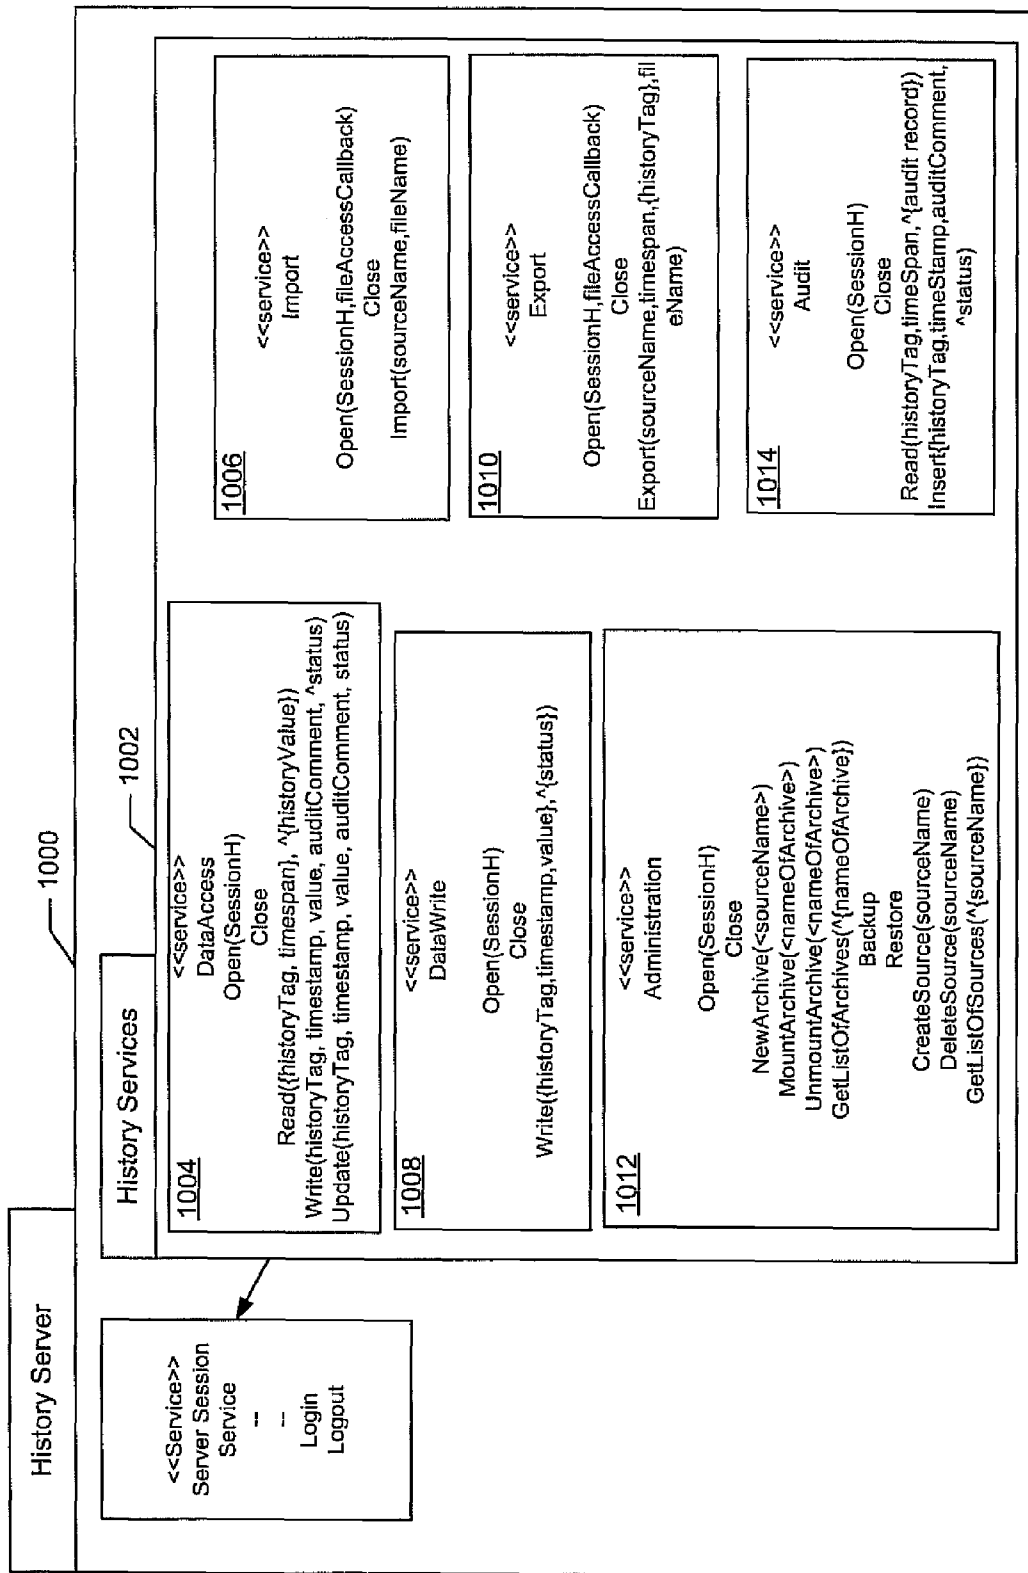 History Server
1000
<<Service>>
Server Session
Service
--
--
Login
Logout
History Services
1002
1004
<<service>>
DataAccess
Open(SessionH)
Close
Read({historyTag, timespan}, ^{historyValue})
Write(historyTag, timestamp, value, auditComment, ^status)
Update(historyTag, timestamp, value, auditComment, status)
1006
<<service>>
Import
Open(SessionH,fileAccessCallback)
Close
Import(sourceName,fileName)
1008
<<service>>
DataWrite
Open(SessionH)
Close
Write({historyTag,timestamp,value},^{status})
1010
<<service>>
Export
Open(SessionH,fileAccessCallback)
Close
Export(sourceName,timespan,{historyTag},fil
eName)
1012
<<service>>
Administration
Open(SessionH)
Close
NewArchive(<sourceName>)
MountArchive(<nameOfArchive>)
UnmountArchive(<nameOfArchive>)
GetListOfArchives(^{nameOfArchive})
Backup
Restore
CreateSource(sourceName)
DeleteSource(sourceName)
GetListOfSources(^{sourceName})
1014
<<service>>
Audit
Open(SessionH)
Close
Read(historyTag,timeSpan,^{audit record})
Insert{historyTag,timeStamp,auditComment,
^status)